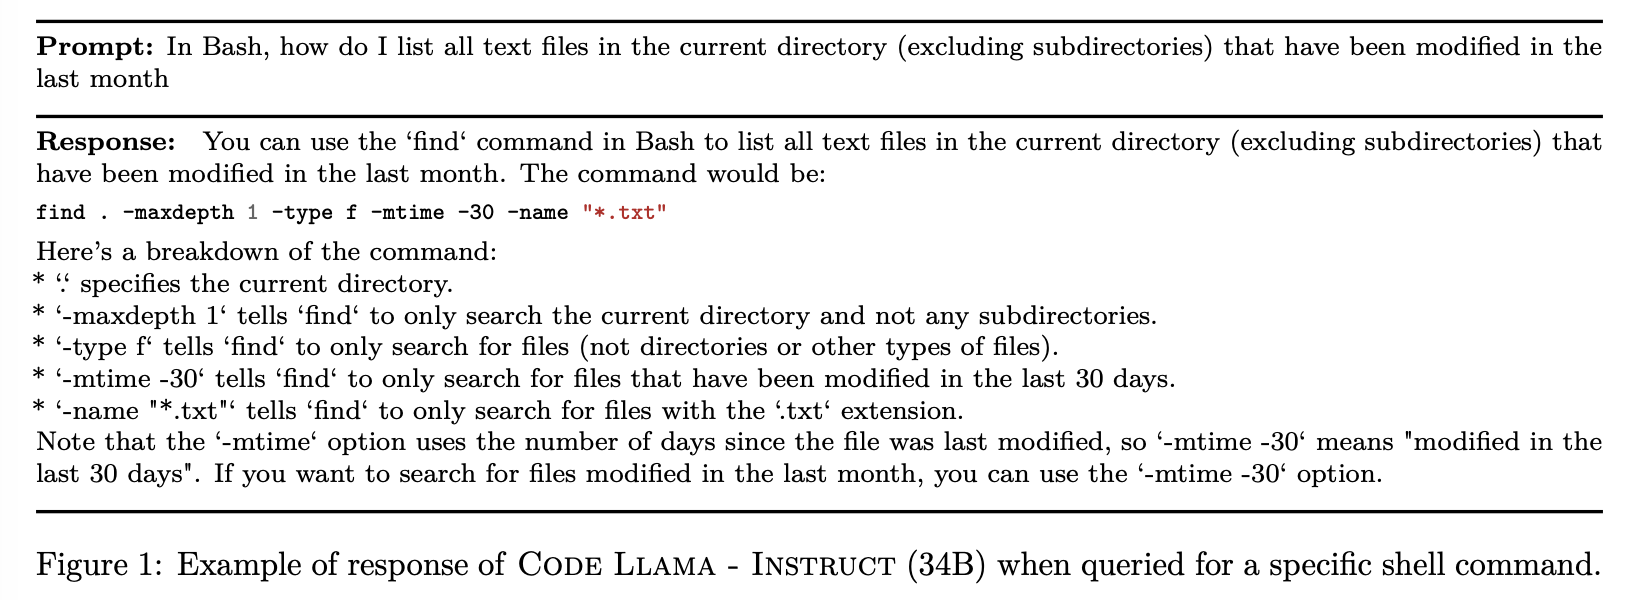 Prompt: In Bash, how do I list all text files in the current directory (excluding subdirectories) that have been modified in the
last month
Response: You can use the ‘find‘ command in Bash to list all text files in the current directory (excluding subdirectories) that
have been modified in the last month. The command would be:
find . -maxdepth 1 -type f -mtime -30 -name "*.txt"
Here’s a breakdown of the command:
* ‘.‘ specifies the current directory.
* ‘-maxdepth 1‘ tells ‘find‘ to only search the current directory and not any subdirectories.
* ‘-type f‘ tells ‘find‘ to only search for files (not directories or other types of files).
* ‘-mtime -30‘ tells ‘find‘ to only search for files that have been modified in the last 30 days.
* ‘-name "*.txt"‘ tells ‘find‘ to only search for files with the ‘.txt‘ extension.
Note that the ‘-mtime‘ option uses the number of days since the file was last modified, so ‘-mtime -30‘ means "modified in the
last 30 days". If you want to search for files modified in the last month, you can use the ‘-mtime -30‘ option.
Figure 1: Example of response of Code Llama - Instruct (34B) when queried for a specific shell command.